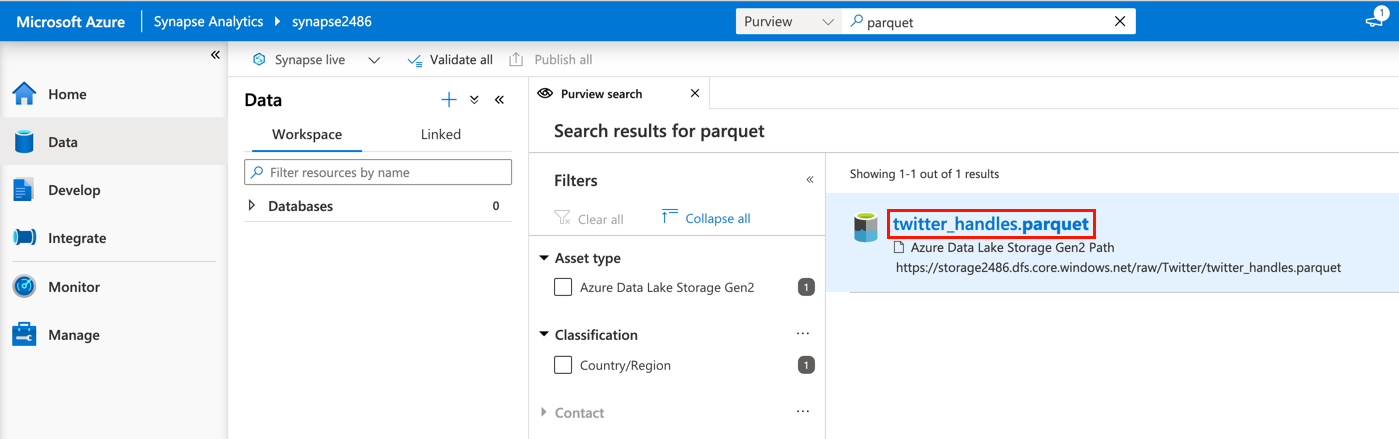 Microsoft Azure
Synapse Analytics
synapse2486
Purview
parquet
1
Synapse live
Validate all
Publish all
Home
Data
Develop
Integrate
Monitor
Manage
Data
Workspace
Linked
Filter resources by name
Databases 0
Purview search
Search results for parquet
Filters
Clear all
Collapse all
Asset type
Azure Data Lake Storage Gen2 1
Classification ...
Country/Region 1
Contact ...
Showing 1-1 out of 1 results
twitter_handles.parquet
Azure Data Lake Storage Gen2 Path
https://storage2486.dfs.core.windows.net/raw/Twitter/twitter_handles.parquet